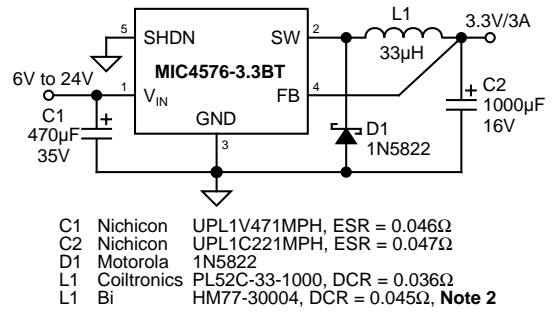 L1
3.3V/3A
5
SHDN
SW
2
33µH
MIC4576-3.3BT
6V to 24V
1
VIN
FB
4
C2
1000µF
16V
C1
470µF
35V
GND
3
D1
1N5822
C1 Nichicon UPL1V471MPH, ESR = 0.046Ω
C2 Nichicon UPL1C221MPH, ESR = 0.047Ω
D1 Motorola 1N5822
L1 Coiltronics PL52C-33-1000, DCR = 0.036Ω
L1 Bi HM77-30004, DCR = 0.045Ω, Note 2